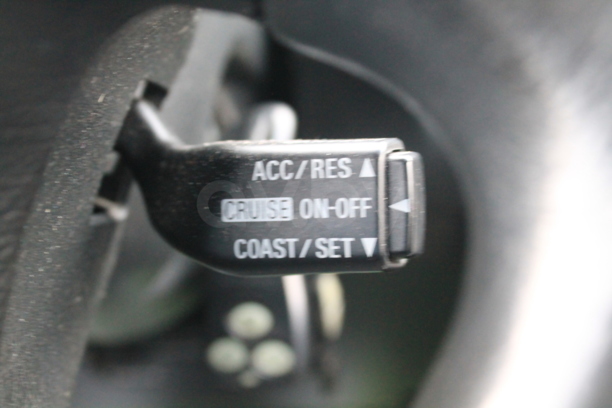 ACC/RES ▲
CRUISE ON-OFF ◀
COAST/SET ▼